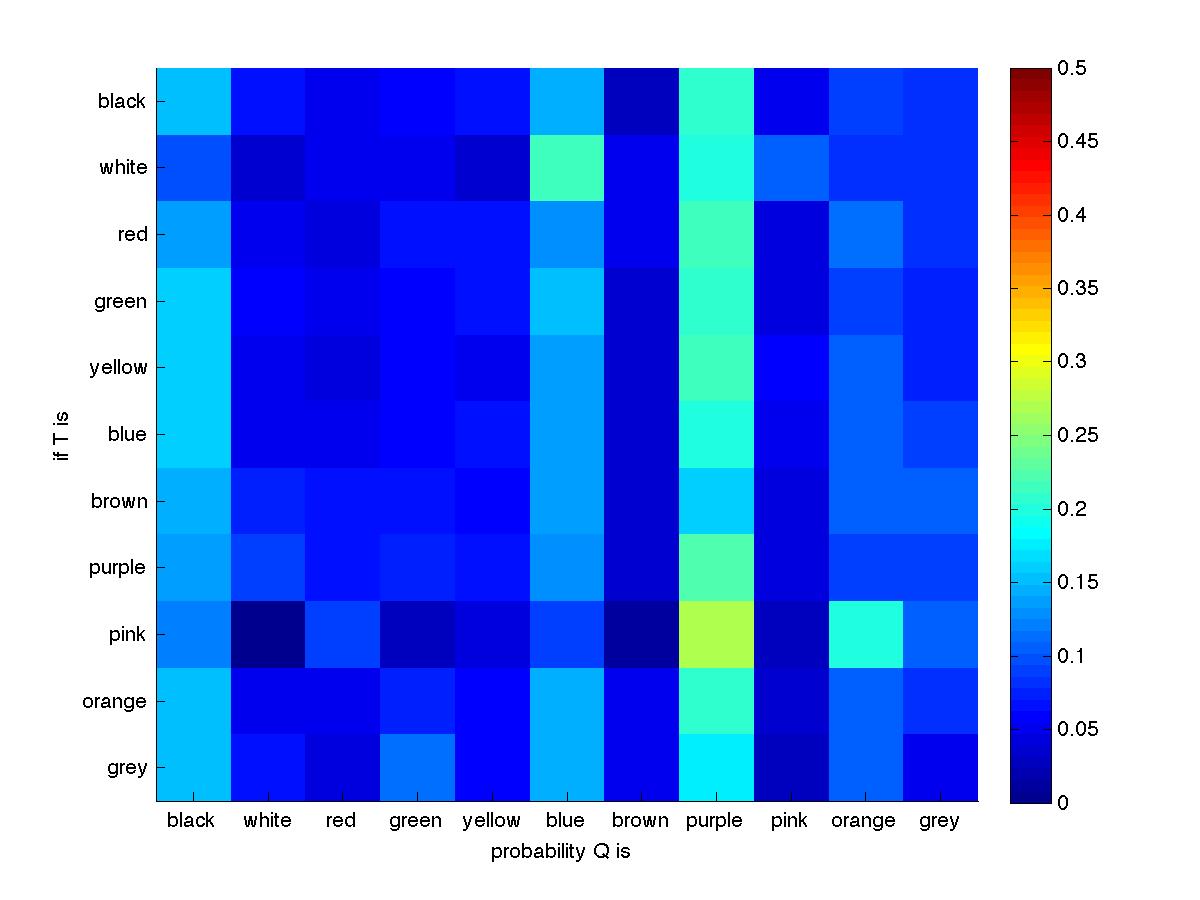 black
white
red
green
yellow
blue
brown
purple
pink
orange
grey
if T is
black white red green yellow blue brown purple pink orange grey
probability Q is
0.5
0.45
0.4
0.35
0.3
0.25
0.2
0.15
0.1
0.05
0